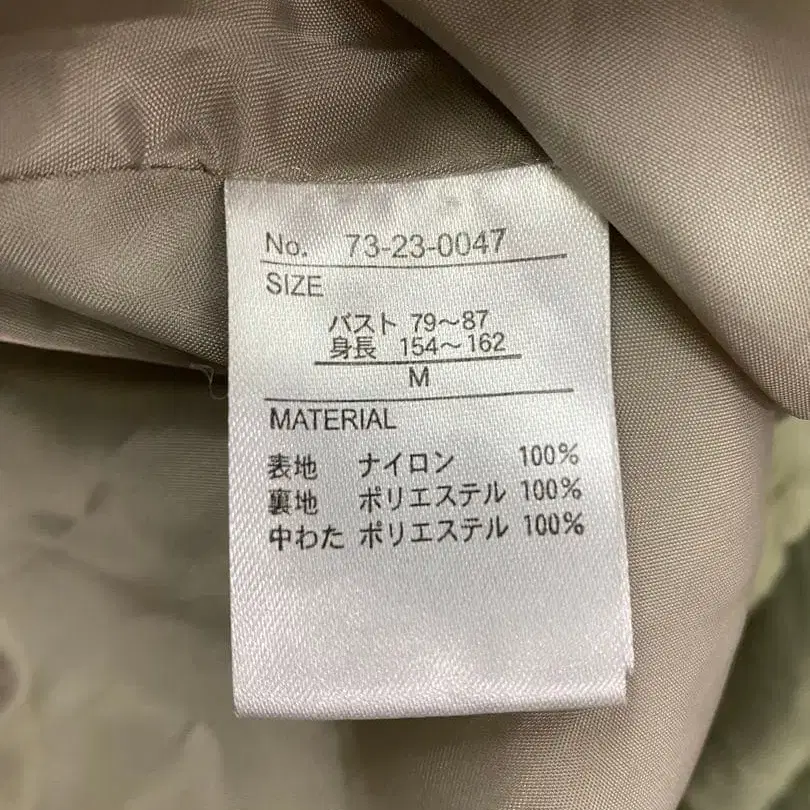 No. 73-23-0047
SIZE
バスト 79〜87
身長 154〜162
M
MATERIAL
表地 ナイロン 100%
裏地 ポリエステル 100%
中わた ポリエステル 100%